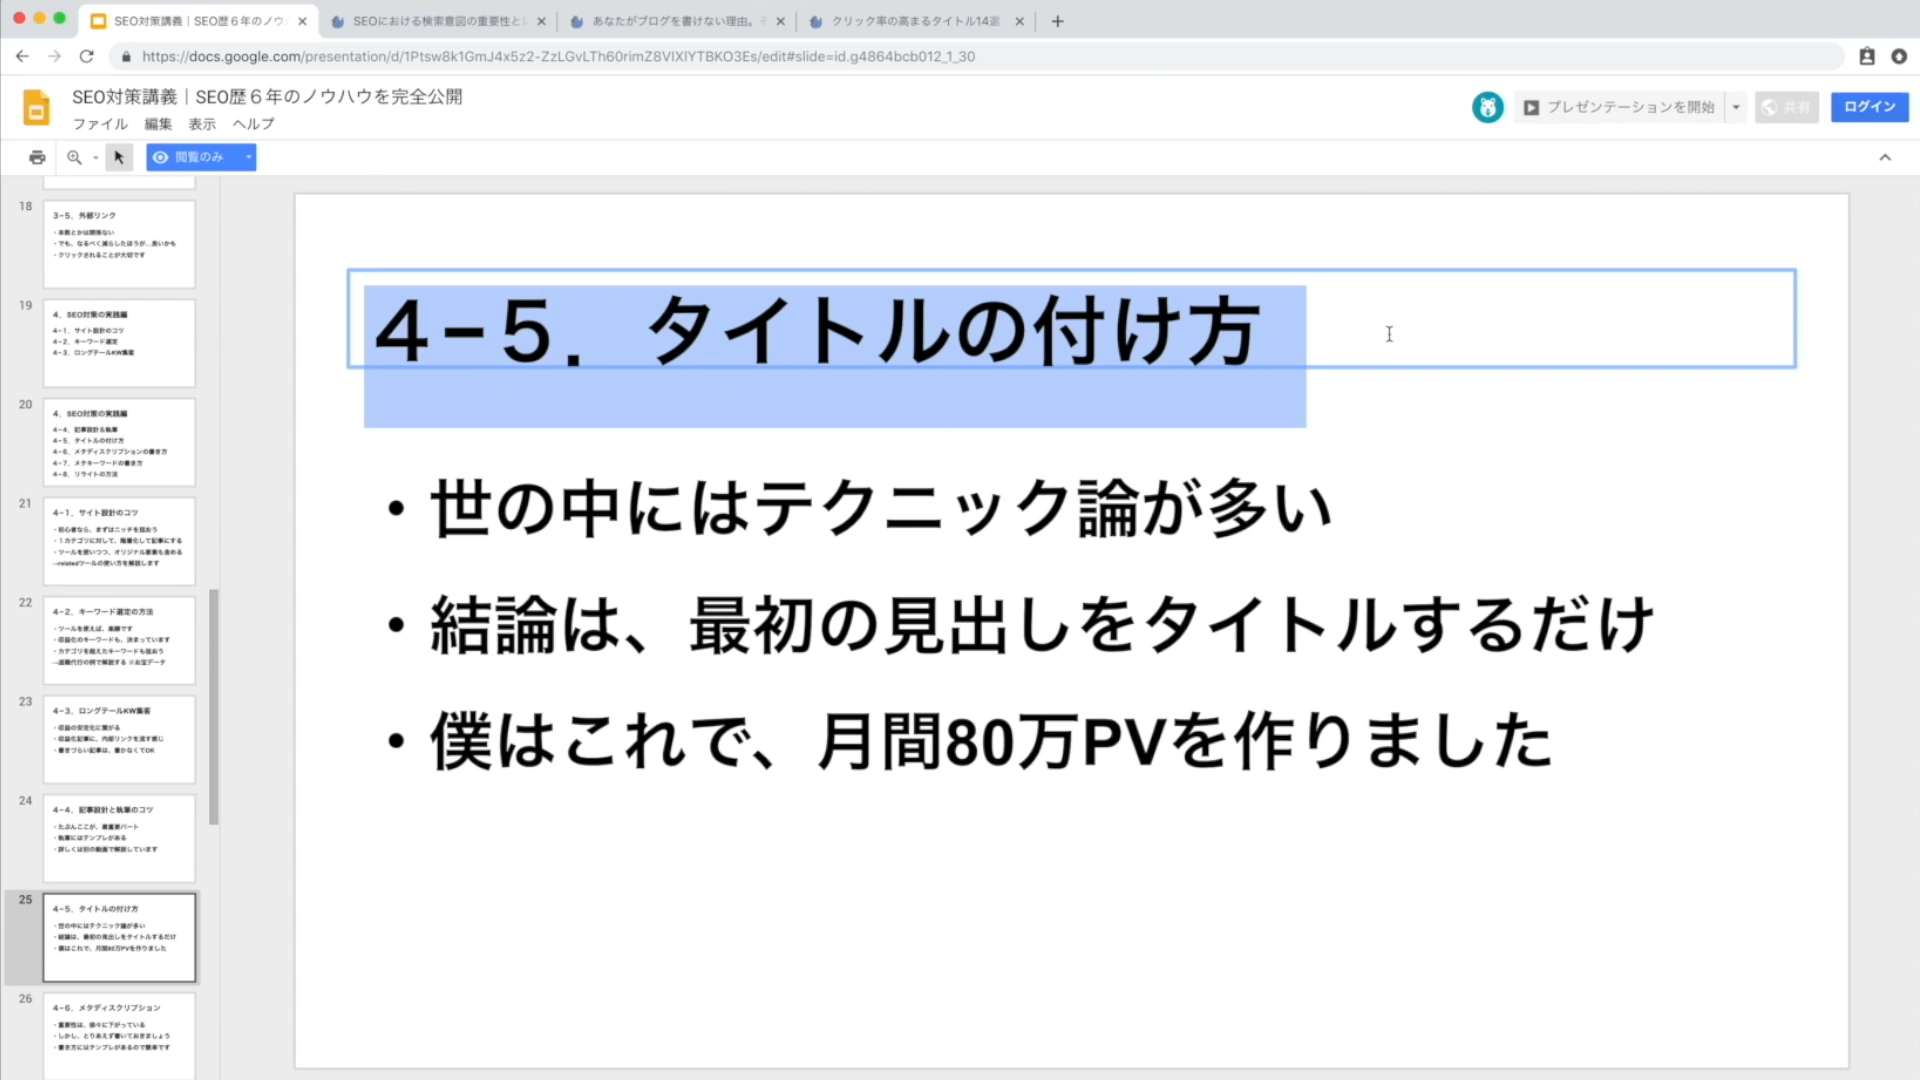 SEO対策講義｜SEO歴６年のノウ
SEOにおける検索意図の重要性と
あなたがブログを書けない理由。
クリック率の高まるタイトル14選
https://docs.google.com/presentation/d/1Ptsw8k1GmJ4x5z2-ZzLGvLTh60rimZ8VIXIYTBKO3Es/edit#slide=id.g4864bcb012_1_30
SEO対策講義｜SEO歴６年のノウハウを完全公開
ファイル 編集 表示 ヘルプ
プレゼンテーションを開始
共有
ログイン
閲覧のみ
18
3-5．外部リンク
・本数とかは関係ない
・でも、なるべく減らしたほうが…良いかも
・クリックされることが大切です
19
4．SEO対策の実践編
4-1．サイト設計のコツ
4-2．キーワード選定
4-3．ロングテールKW集客
20
4．SEO対策の実践編
4-4．記事設計＆執筆
4-5．タイトルの付け方
4-6．メタディスクリプションの書き方
4-7．メタキーワードの書き方
4-8．リライトの方法
21
4-1．サイト設計のコツ
・初心者なら、まずはニッチを狙おう
・１カテゴリに対して、階層化して記事にする
・ツールを使いつつ、オリジナル要素も含める
→relatedツールの使い方を解説します
22
4-2．キーワード選定の方法
・ツールを使えば、楽勝です
・収益化のキーワードも、決まっています
・カテゴリを超えたキーワードも狙おう
→退職代行の例で解説する ※お宝データ
23
4-3．ロングテールKW集客
・収益の安定化に繋がる
・収益化記事に、内部リンクを流す感じ
・書きづらい記事は、書かなくてOK
24
4-4．記事設計と執筆のコツ
・たぶんここが、最重要パート
・執筆にはテンプレがある
・詳しくは別の動画で解説しています
25
4-5．タイトルの付け方
・世の中にはテクニック論が多い
・結論は、最初の見出しをタイトルするだけ
・僕はこれで、月間80万PVを作りました
26
4-6．メタディスクリプション
・重要性は、徐々に下がっている
・しかし、とりあえず書いておきましょう
・書き方にはテンプレがあるので簡単です
４−５．タイトルの付け方
・世の中にはテクニック論が多い
・結論は、最初の見出しをタイトルするだけ
・僕はこれで、月間80万PVを作りました